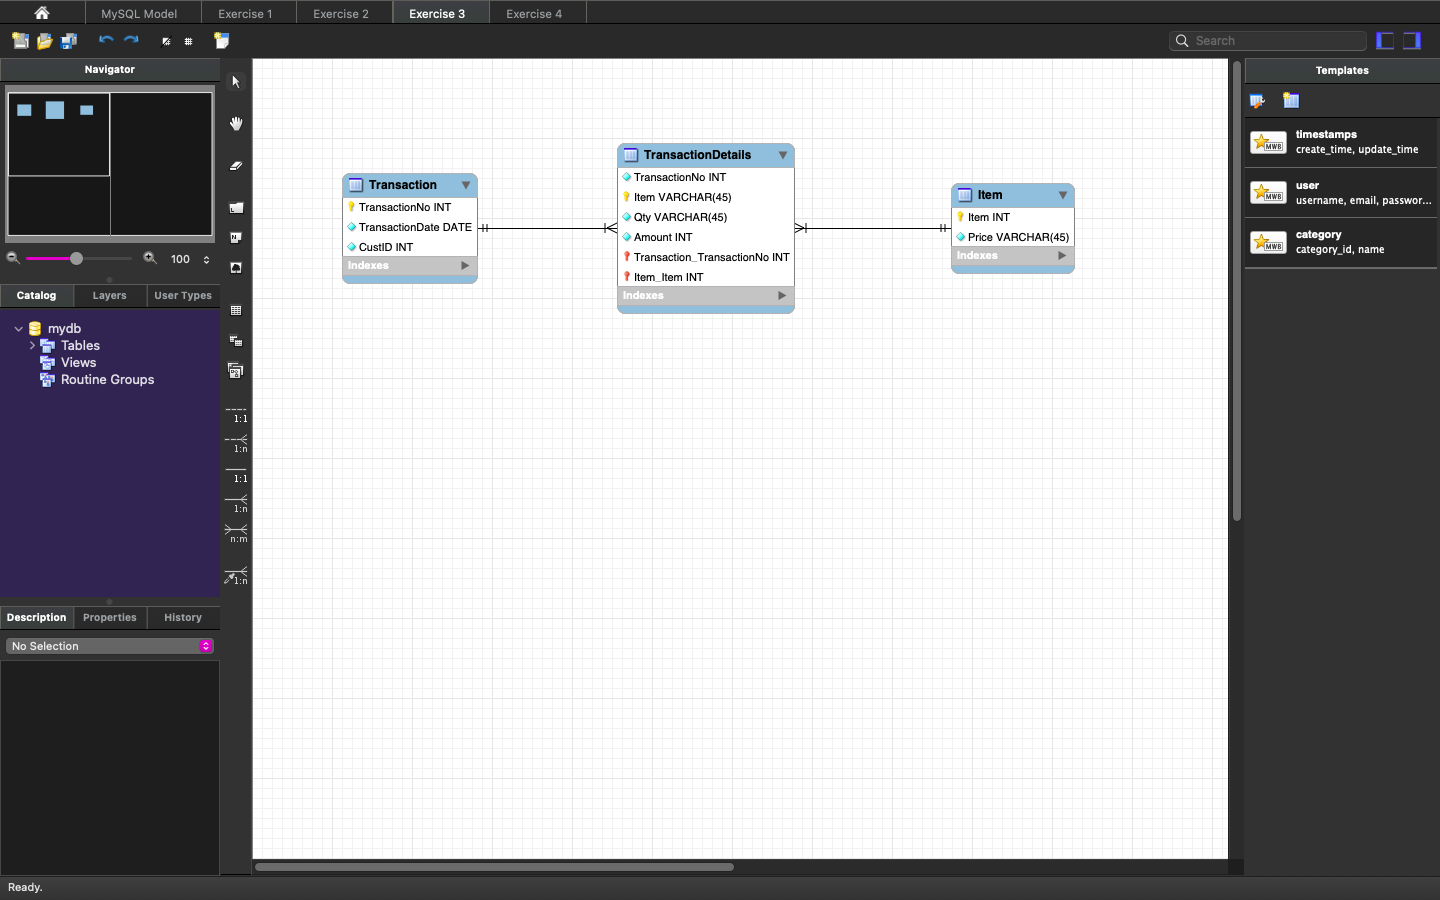 MySQL Model
Exercise 1
Exercise 2
Exercise 3
Exercise 4
Search
Navigator
100
Catalog
Layers
User Types
mydb
Tables
Views
Routine Groups
Description
Properties
History
No Selection
1:1
1:n
1:1
1:n
n:m
1:n
Transaction
TransactionNo INT
TransactionDate DATE
CustID INT
Indexes
TransactionDetails
TransactionNo INT
Item VARCHAR(45)
Qty VARCHAR(45)
Amount INT
Transaction_TransactionNo INT
Item_Item INT
Indexes
Item
Item INT
Price VARCHAR(45)
Indexes
Templates
MWB
timestamps
create_time, update_time
MWB
user
username, email, passwor...
MWB
category
category_id, name
Ready.